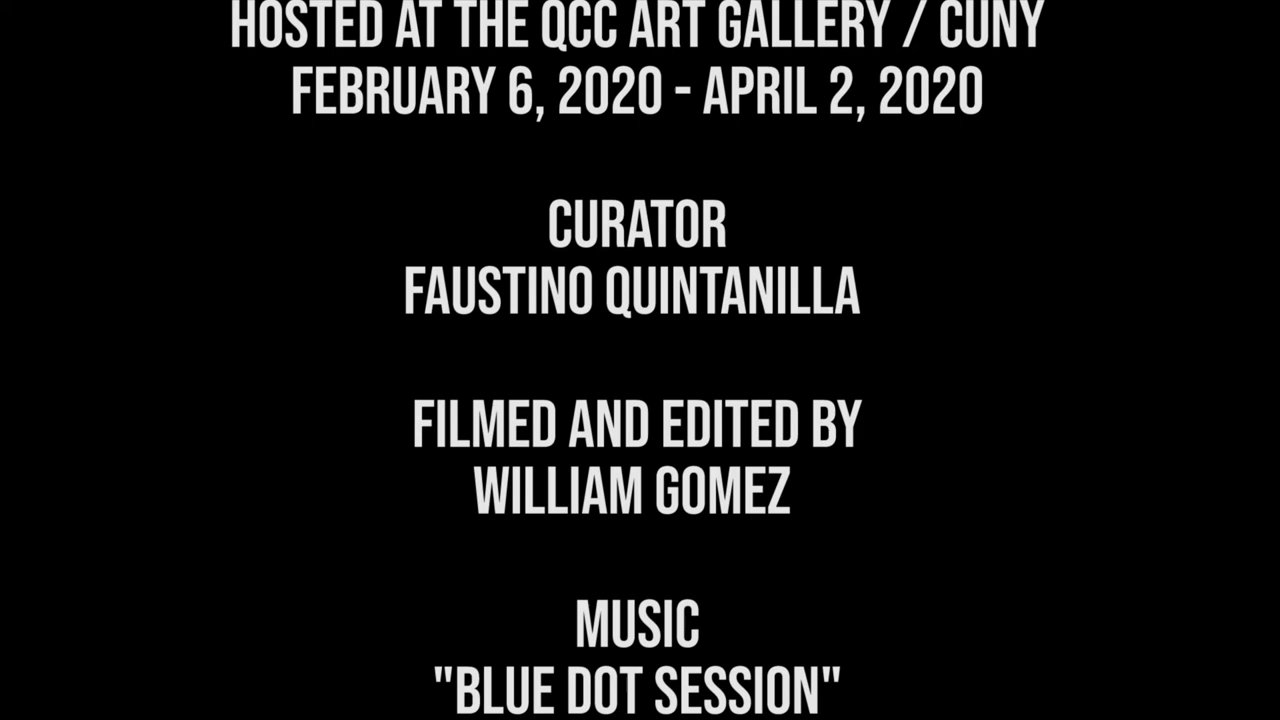 HOSTED AT THE QCC ART GALLERY / CUNY
FEBRUARY 6, 2020 - APRIL 2, 2020
CURATOR
FAUSTINO QUINTANILLA
FILMED AND EDITED BY
WILLIAM GOMEZ
MUSIC
"BLUE DOT SESSION"